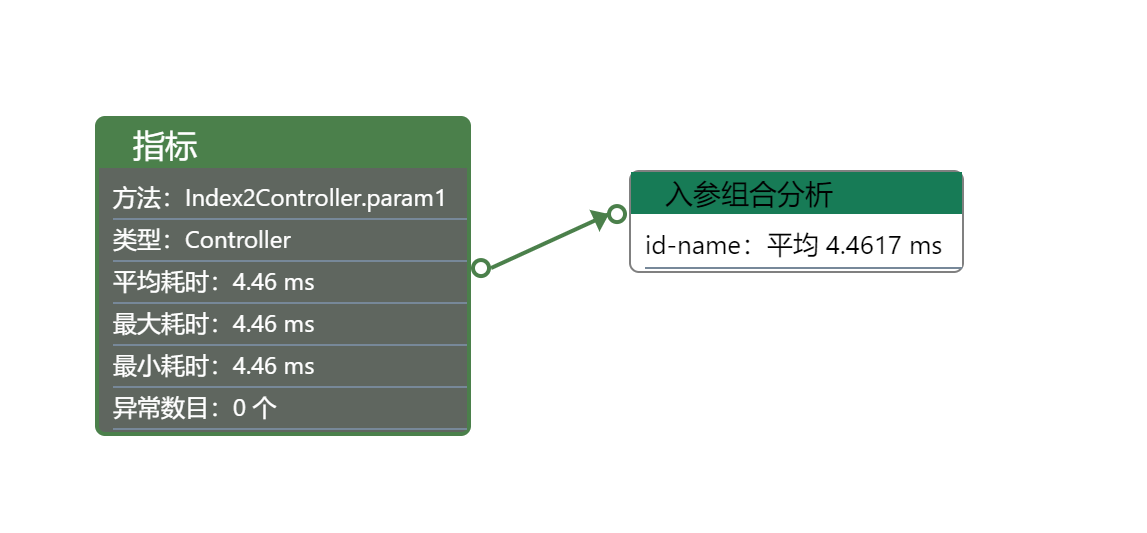 指标
方法：Index2Controller.param1
类型：Controller
平均耗时：4.46 ms
最大耗时：4.46 ms
最小耗时：4.46 ms
异常数目：0 个
入参组合分析
id-name：平均 4.4617 ms